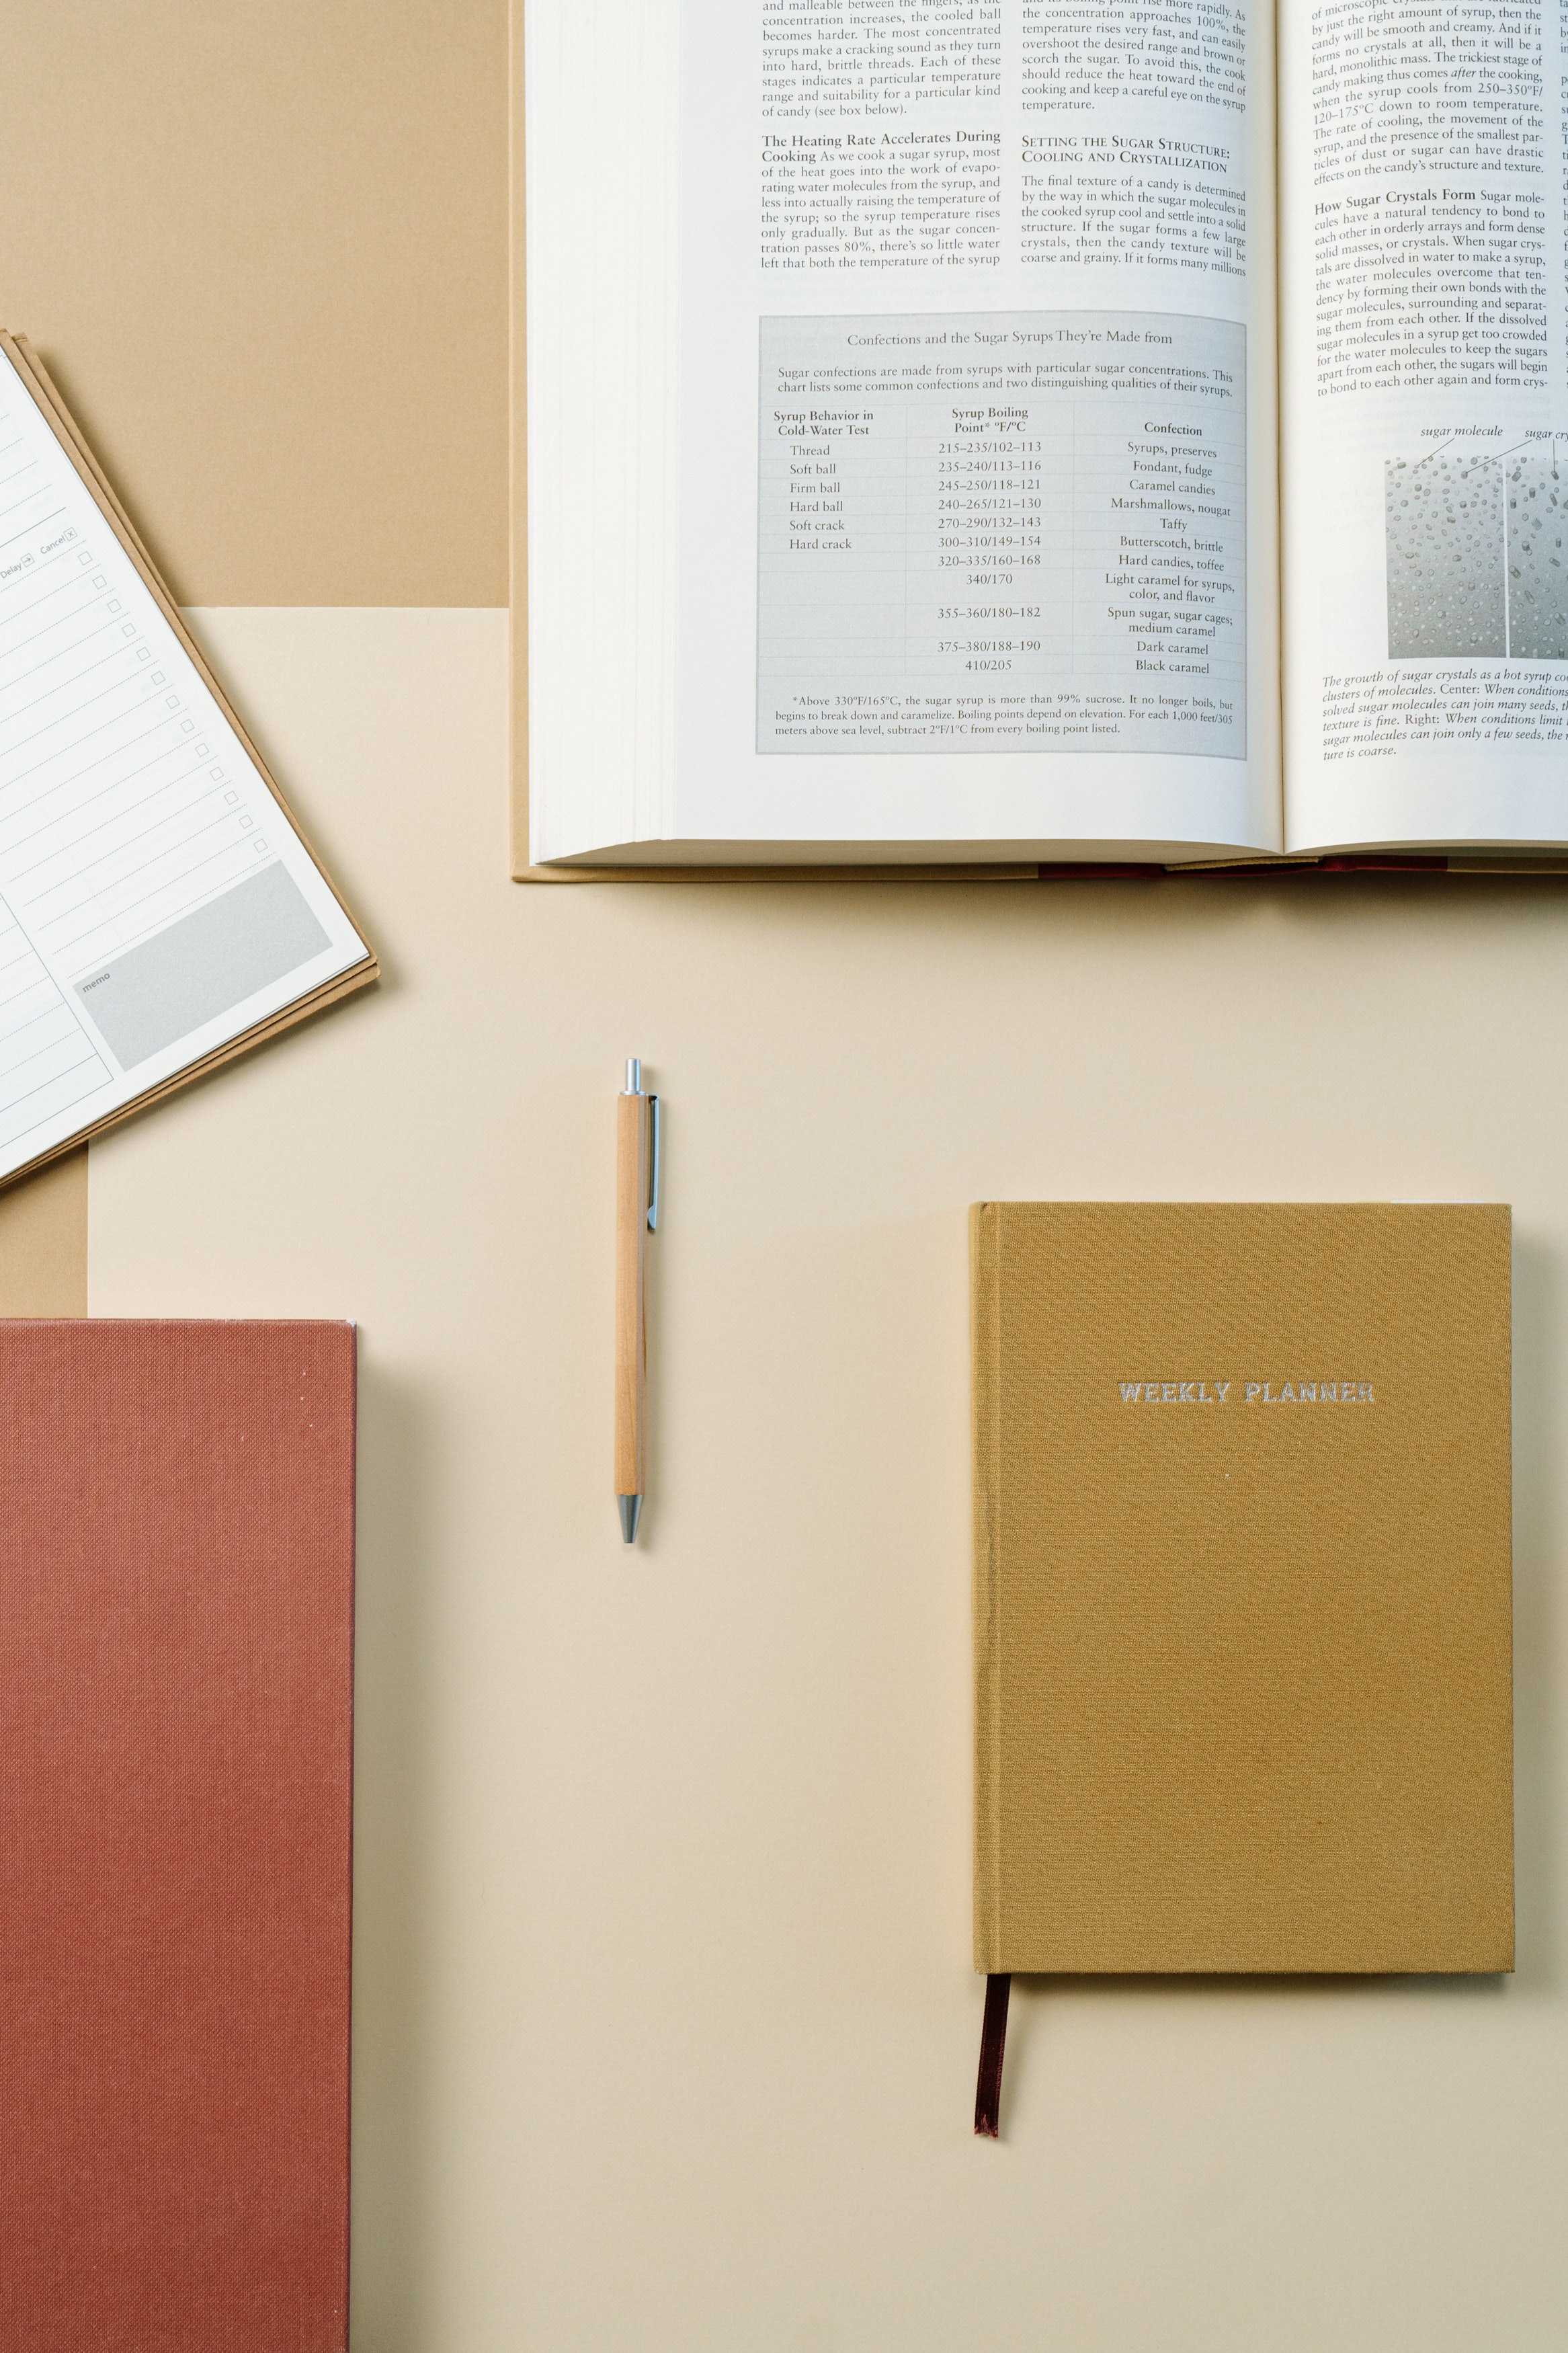 and malleable between the fingers, as the
concentration increases, the cooled ball
becomes harder. The most concentrated
syrups make a cracking sound as they turn
into hard, brittle threads. Each of these
stages indicates a particular temperature
range and suitability for a particular kind
of candy (see box below).
The Heating Rate Accelerates During
Cooking As we cook a sugar syrup, most
of the heat goes into the work of evapo-
rating water molecules from the syrup, and
less into actually raising the temperature of
the syrup; so the syrup temperature rises
only gradually. But as the sugar concen-
tration passes 80%, there's so little water
left that both the temperature of the syrup
and its boiling point rise more rapidly. As
the concentration approaches 100%, the
temperature rises very fast, and can easily
overshoot the desired range and brown or
scorch the sugar. To avoid this, the cook
should reduce the heat toward the end of
cooking and keep a careful eye on the syrup
temperature.
SETTING THE SUGAR STRUCTURE:
COOLING AND CRYSTALLIZATION
The final texture of a candy is determined
by the way in which the sugar molecules in
the cooked syrup cool and settle into a solid
structure. If the sugar forms a few large
crystals, then the candy texture will be
coarse and grainy. If it forms many millions
Confections and the Sugar Syrups They're Made from
Sugar confections are made from syrups with particular sugar concentrations. This
chart lists some common confections and two distinguishing qualities of their syrups.
Syrup Behavior in Syrup Boiling
Cold-Water Test Point* °F/°C Confection
Thread 215–235/102–113 Syrups, preserves
Soft ball 235–240/113–116 Fondant, fudge
Firm ball 245–250/118–121 Caramel candies
Hard ball 240–265/121–130 Marshmallows, nougat
Soft crack 270–290/132–143 Taffy
Hard crack 300–310/149–154 Butterscotch, brittle
320–335/160–168 Hard candies, toffee
340/170 Light caramel for syrups,
color, and flavor
355–360/180–182 Spun sugar, sugar cages;
medium caramel
375–380/188–190 Dark caramel
410/205 Black caramel
*Above 330°F/165°C, the sugar syrup is more than 99% sucrose. It no longer boils, but
begins to break down and caramelize. Boiling points depend on elevation. For each 1,000 feet/305
meters above sea level, subtract 2°F/1°C from every boiling point listed.
of microscopic
by just the right amount of syrup, then the
candy will be smooth and creamy. And if it
forms no crystals at all, then it will be a
hard, monolithic mass. The trickiest stage of
candy making thus comes after the cooking,
when the syrup cools from 250–350°F/
120–175°C down to room temperature.
The rate of cooling, the movement of the
syrup, and the presence of the smallest par-
ticles of dust or sugar can have drastic
effects on the candy's structure and texture.
How Sugar Crystals Form Sugar mole-
cules have a natural tendency to bond to
each other in orderly arrays and form dense
solid masses, or crystals. When sugar crys-
tals are dissolved in water to make a syrup,
the water molecules overcome that ten-
dency by forming their own bonds with the
sugar molecules, surrounding and separat-
ing them from each other. If the dissolved
sugar molecules in a syrup get too crowded
for the water molecules to keep the sugars
apart from each other, the sugars will begin
to bond to each other again and form crys-
sugar molecule sugar cry
The growth of sugar crystals as a hot syrup co
clusters of molecules. Center: When conditions
solved sugar molecules can join many seeds, th
texture is fine. Right: When conditions limit
sugar molecules can join only a few seeds, the
ture is coarse.
Delay Cancel
memo
WEEKLY PLANNER